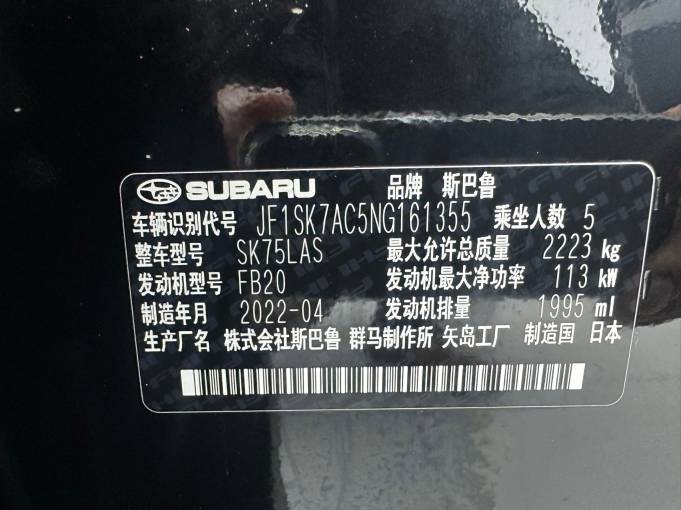 SUBARU 品牌 斯巴鲁
车辆识别代号 JF1SK7AC5NG161355 乘坐人数 5
整车型号 SK75LAS 最大允许总质量 2223 kg
发动机型号 FB20 发动机最大净功率 113 kW
制造年月 2022-04 发动机排量 1995 ml
生产厂名 株式会社斯巴鲁 群马制作所 矢岛工厂 制造国 日本